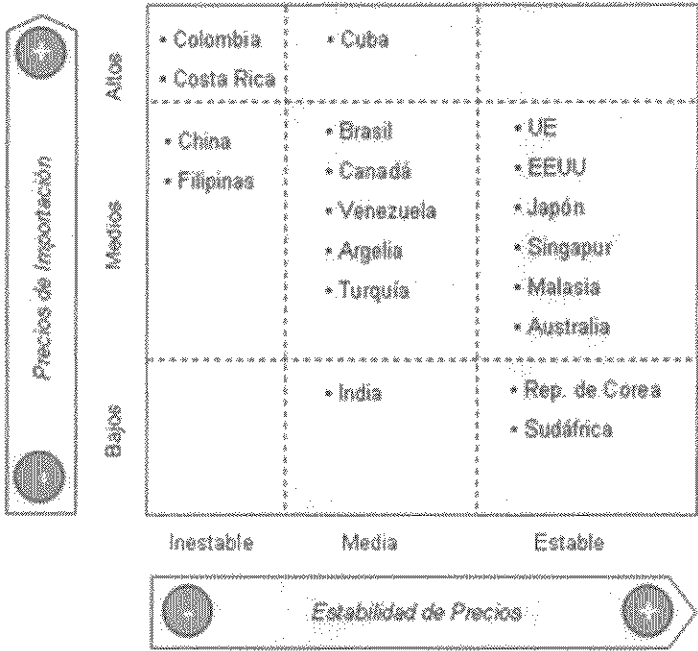 Precios de Importación
Altos
Medios
Bajos
• Colombia
• Costa Rica
• Cuba
• China
• Filipinas
• Brasil
• Canadá
• Venezuela
• Argelia
• Turquía
• UE
• EEUU
• Japón
• Singapur
• Malasia
• Australia
• India
• Rep. de Corea
• Sudáfrica
Inestable
Media
Estable
Estabilidad de Precios